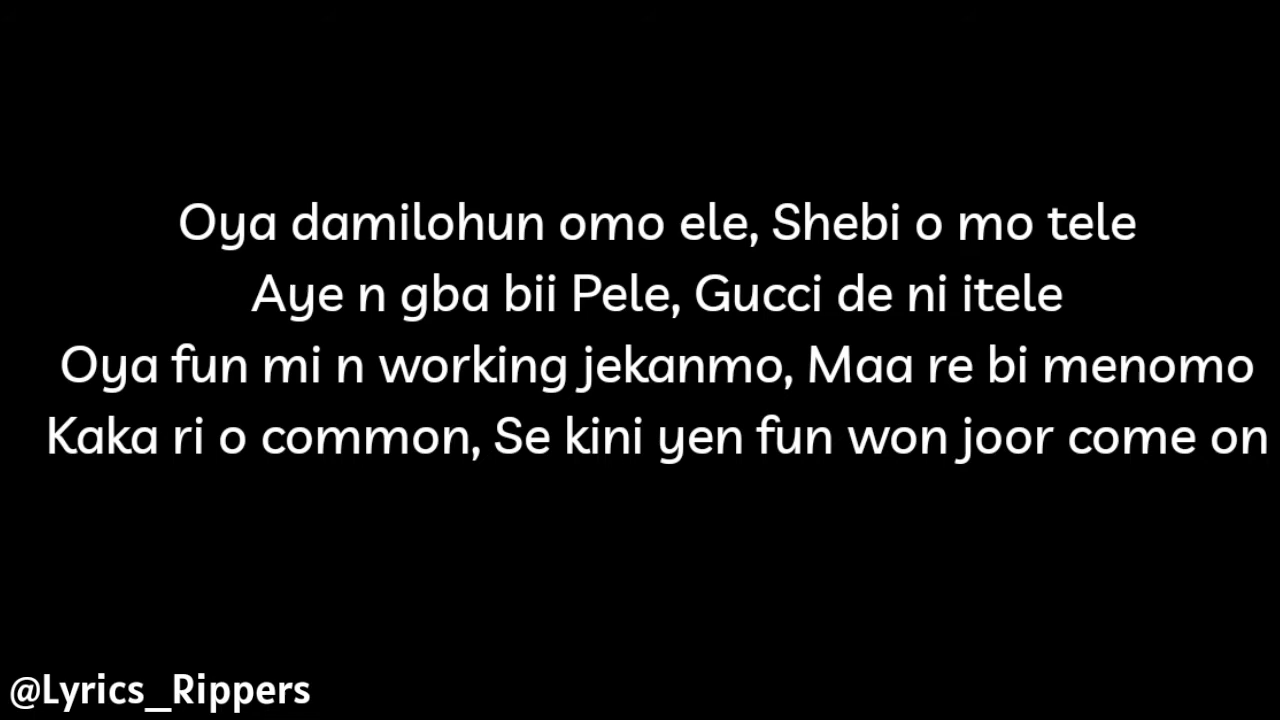 Oya damilohun omo ele, Shebi o mo tele
Aye n gba bii Pele, Gucci de ni itele
Oya fun mi n working jekanmo, Maa re bi menomo
Kaka ri o common, Se kini yen fun won joor come on
@Lyrics_Rippers